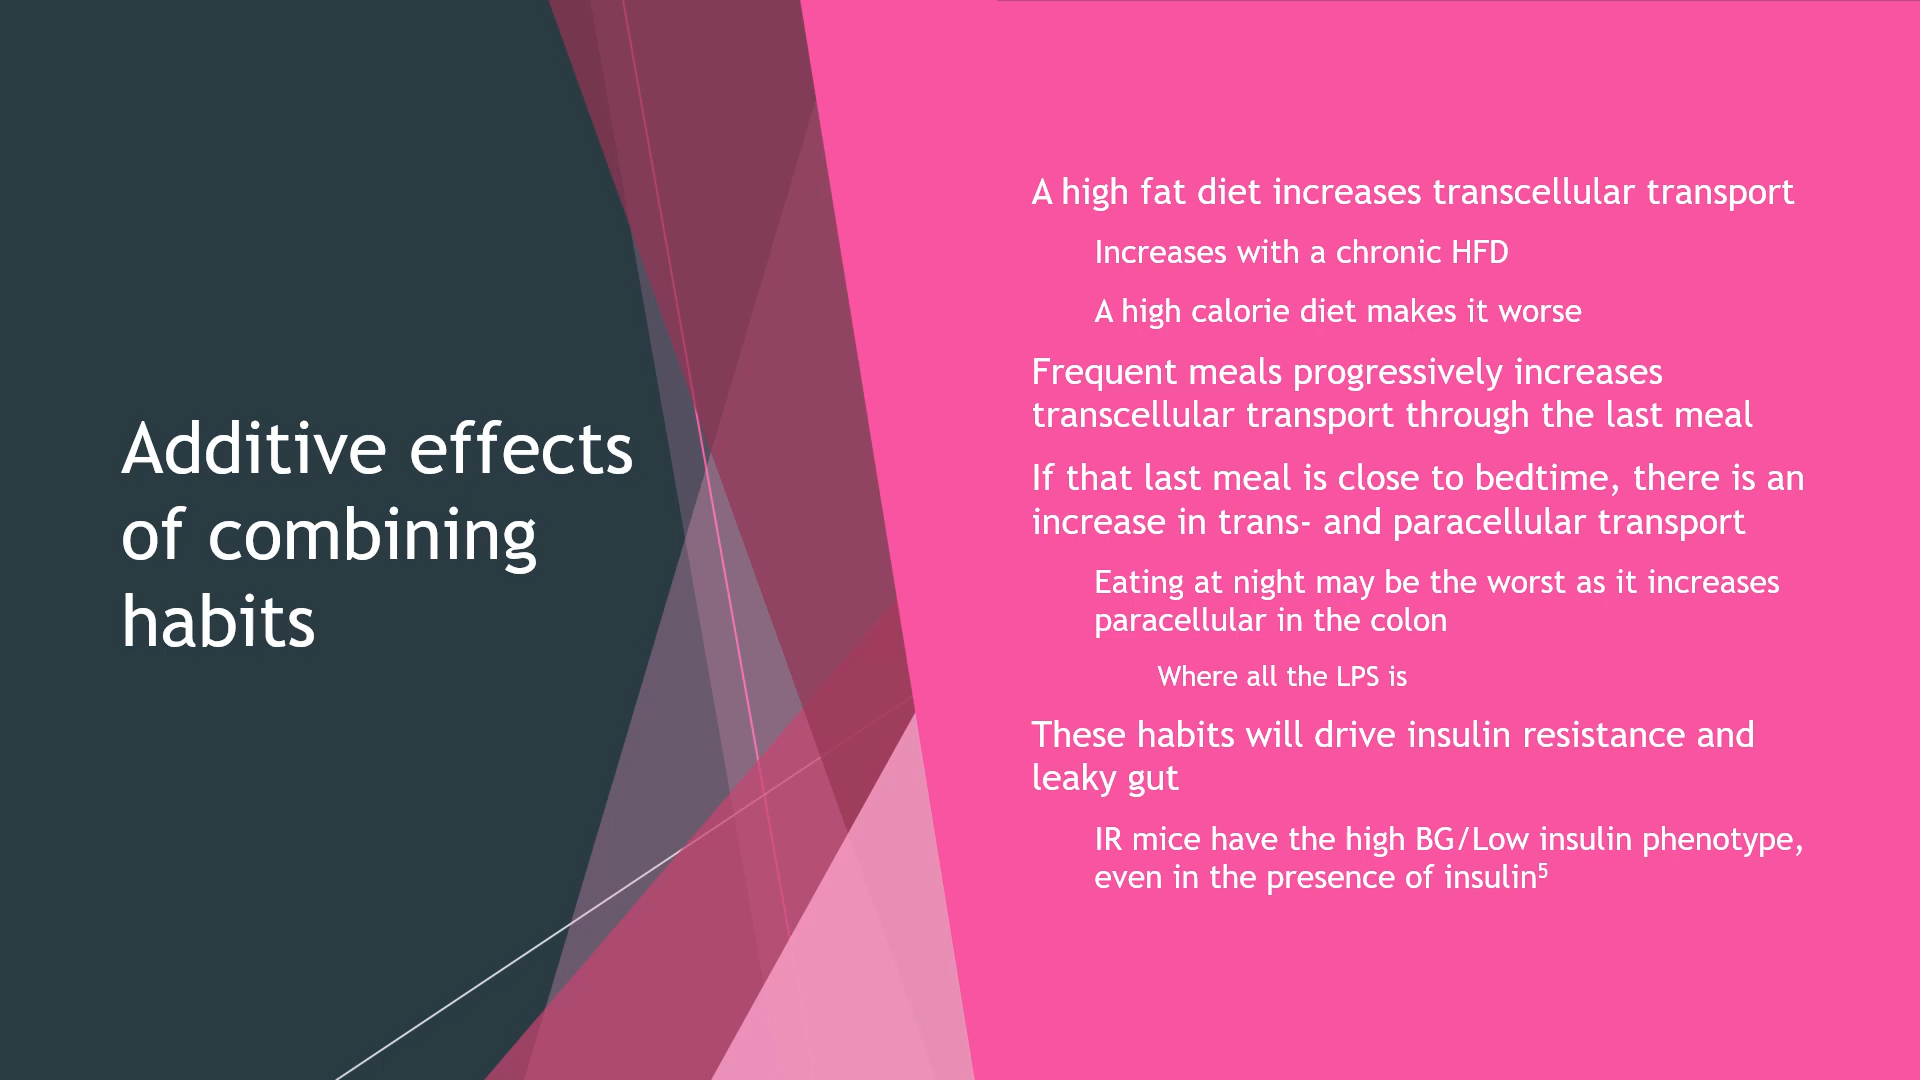 Additive effects
of combining
habits
A high fat diet increases transcellular transport
Increases with a chronic HFD
A high calorie diet makes it worse
Frequent meals progressively increases
transcellular transport through the last meal
If that last meal is close to bedtime, there is an
increase in trans- and paracellular transport
Eating at night may be the worst as it increases
paracellular in the colon
Where all the LPS is
These habits will drive insulin resistance and
leaky gut
IR mice have the high BG/Low insulin phenotype,
even in the presence of insulin⁵